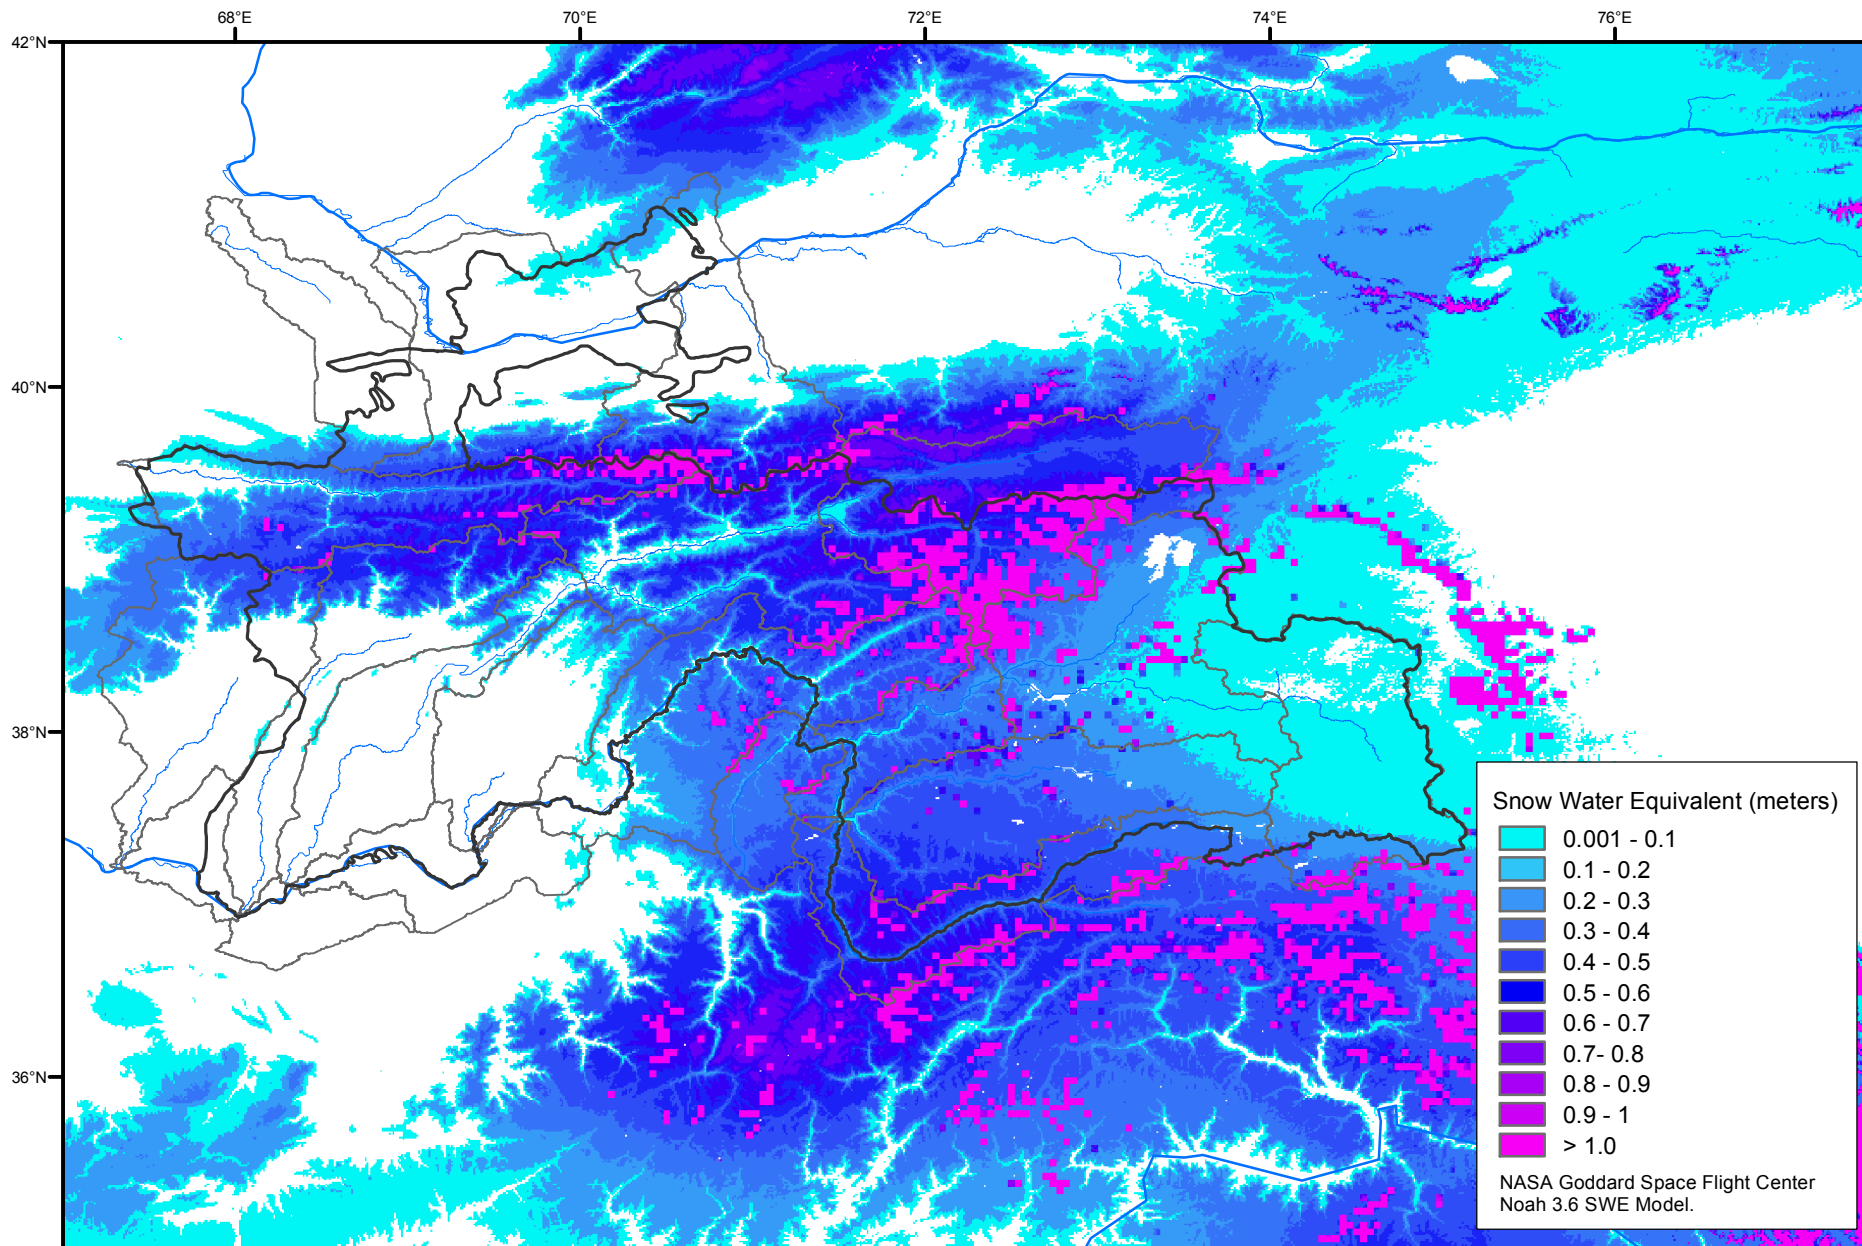 68°E 70°E 72°E 74°E 76°E
42°N
40°N
38°N
36°N
Snow Water Equivalent (meters)
0.001 - 0.1
0.1 - 0.2
0.2 - 0.3
0.3 - 0.4
0.4 - 0.5
0.5 - 0.6
0.6 - 0.7
0.7- 0.8
0.8 - 0.9
0.9 - 1
> 1.0
NASA Goddard Space Flight Center
Noah 3.6 SWE Model.